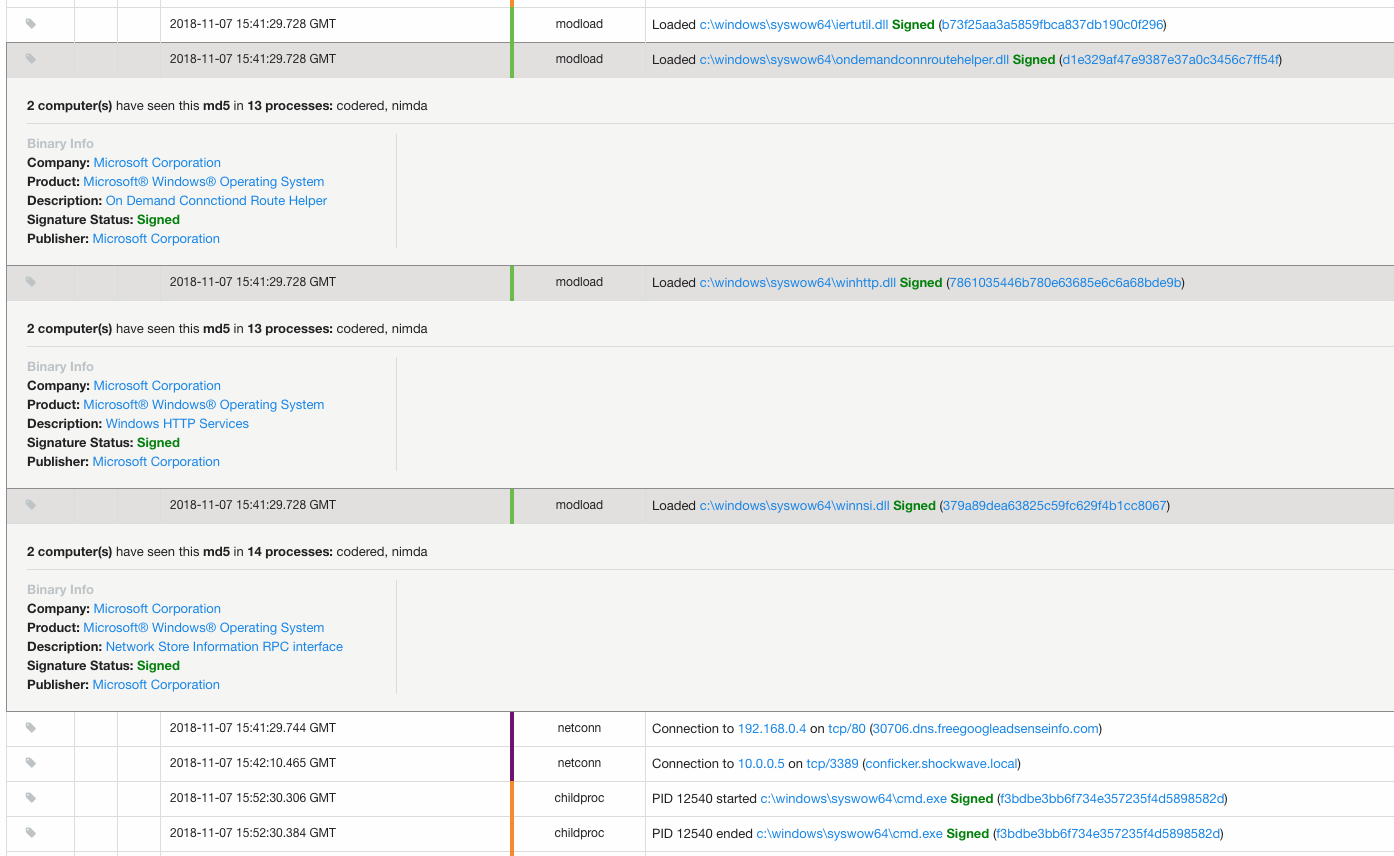 2018-11-07 15:41:29.728 GMT modload Loaded c:\windows\syswow64\iertutil.dll Signed (b73f25aa3a5859fbca837db190c0f296)
2018-11-07 15:41:29.728 GMT modload Loaded c:\windows\syswow64\ondemandconnroutehelper.dll Signed (d1e329af47e9387e37a0c3456c7ff54f)
2 computer(s) have seen this md5 in 13 processes: codered, nimda
Binary Info
Company: Microsoft Corporation
Product: Microsoft® Windows® Operating System
Description: On Demand Connctiond Route Helper
Signature Status: Signed
Publisher: Microsoft Corporation
2018-11-07 15:41:29.728 GMT modload Loaded c:\windows\syswow64\winhttp.dll Signed (7861035446b780e63685e6c6a68bde9b)
2 computer(s) have seen this md5 in 13 processes: codered, nimda
Binary Info
Company: Microsoft Corporation
Product: Microsoft® Windows® Operating System
Description: Windows HTTP Services
Signature Status: Signed
Publisher: Microsoft Corporation
2018-11-07 15:41:29.728 GMT modload Loaded c:\windows\syswow64\winnsi.dll Signed (379a89dea63825c59fc629f4b1cc8067)
2 computer(s) have seen this md5 in 14 processes: codered, nimda
Binary Info
Company: Microsoft Corporation
Product: Microsoft® Windows® Operating System
Description: Network Store Information RPC interface
Signature Status: Signed
Publisher: Microsoft Corporation
2018-11-07 15:41:29.744 GMT netconn Connection to 192.168.0.4 on tcp/80 (30706.dns.freegoogleadsenseinfo.com)
2018-11-07 15:42:10.465 GMT netconn Connection to 10.0.0.5 on tcp/3389 (conficker.shockwave.local)
2018-11-07 15:52:30.306 GMT childproc PID 12540 started c:\windows\syswow64\cmd.exe Signed (f3bdbe3bb6f734e357235f4d5898582d)
2018-11-07 15:52:30.384 GMT childproc PID 12540 ended c:\windows\syswow64\cmd.exe Signed (f3bdbe3bb6f734e357235f4d5898582d)